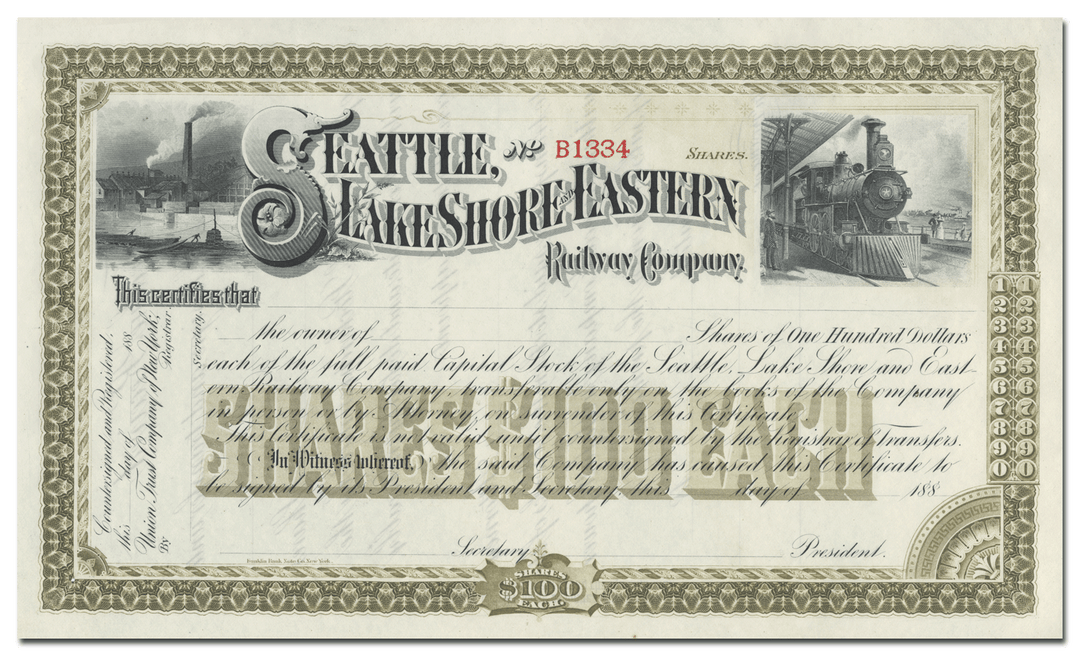 SEATTLE,
No B1334
SHARES.
LAKE SHORE AND EASTERN
Railway Company.
This certifies that
the owner of Shares of One Hundred Dollars
each of the full paid Capital Stock of the Seattle, Lake Shore and East
ern Railway Company transferable only on the books of the Company
in person or by Attorney, on surrender of this Certificate.
This Certificate is not valid until countersigned by the Registrar of Transfers.
In Witness whereof, the said Company has caused this Certificate to
be signed by its President and Secretary this day of 188
SHARES $100 EACH
Secretary
President.
Countersigned and Registered,
this day of 188
Union Trust Company of New York;
By Registrar.
Secretary.
1 1
2 2
3 3
4 4
5 5
6 6
7 7
8 8
9 9
0 0
Franklin Bank Note Co. New York.
SHARES
$100
EACH